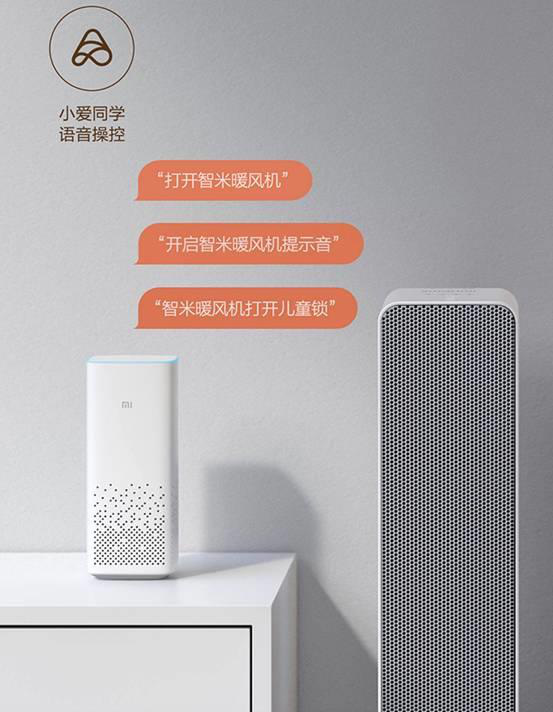 小爱同学
语音操控
“打开智米暖风机”
“开启智米暖风机提示音”
“智米暖风机打开儿童锁”
mi